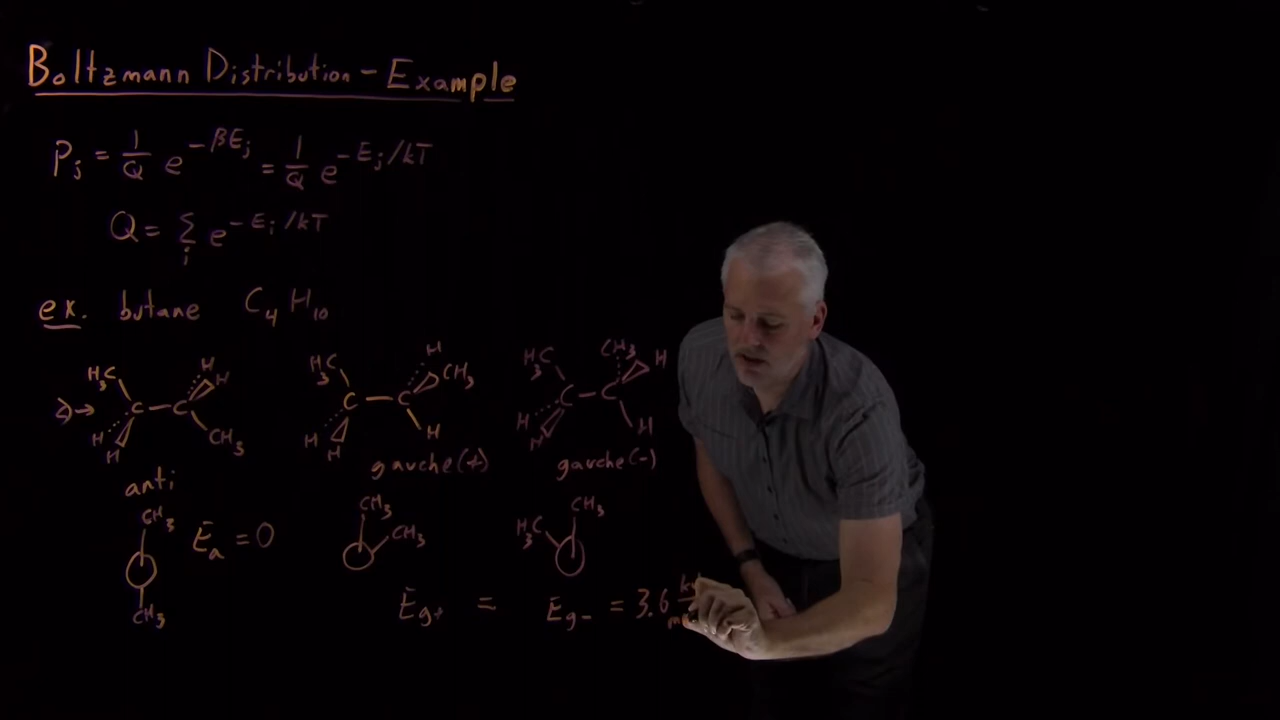 Boltzmann Distribution - Example
Pj = 1/Q e^-βEj = 1/Q e^-Ej/kT
Q = Σi e^-Ei/kT
ex. butane C4H10
H3C H H C C H H CH3
H3C H CH3 C C H H H
H3C CH3 H C C H H H
anti
gauche(+)
gauche(-)
CH3 CH3
Ea = 0
CH3 CH3
H3C CH3
Eg+ = Eg- = 3.6